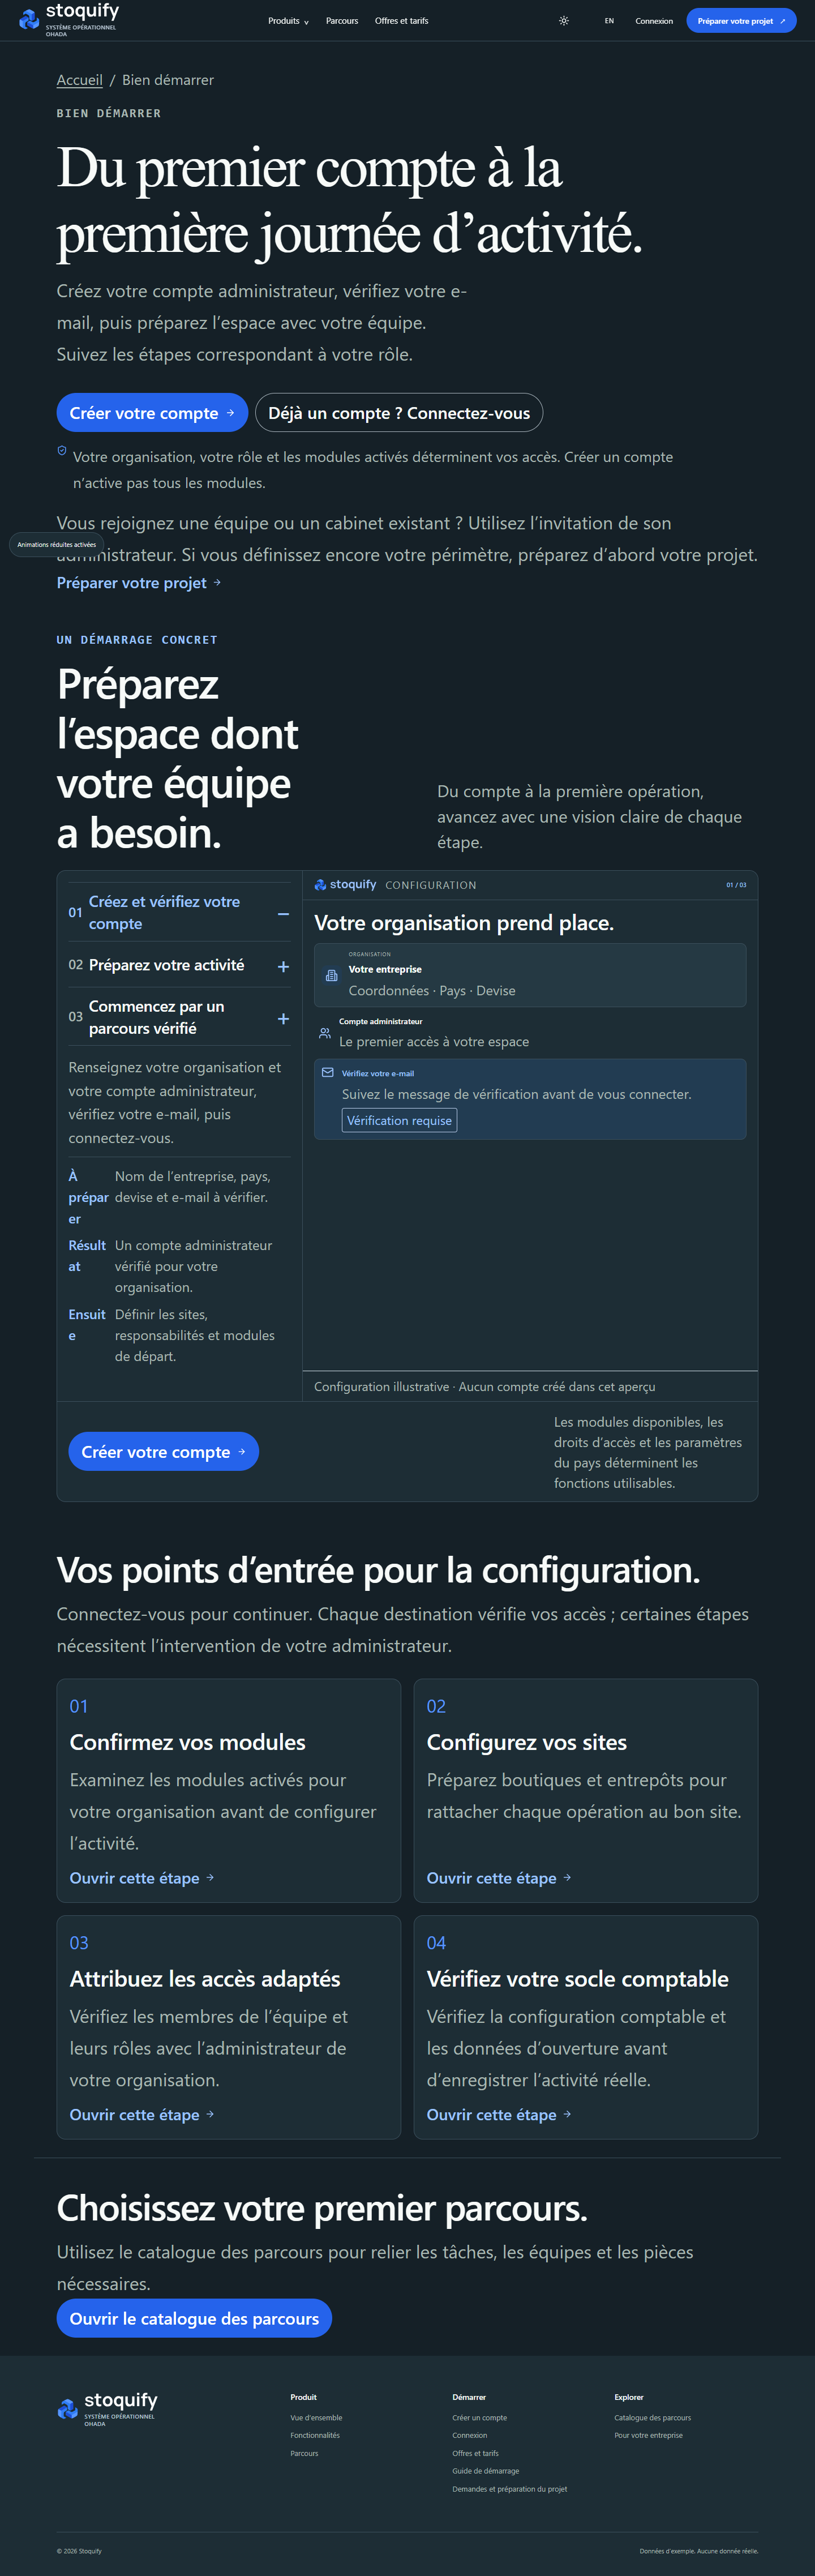 stoquify
SYSTÈME OPÉRATIONNEL
OHADA
Produits
Parcours
Offres et tarifs
EN
Connexion
Préparer votre projet ↗
Accueil / Bien démarrer
BIEN DÉMARRER
Du premier compte à la
première journée d’activité.
Créez votre compte administrateur, vérifiez votre e-
mail, puis préparez l’espace avec votre équipe.
Suivez les étapes correspondant à votre rôle.
Créer votre compte →
Déjà un compte ? Connectez-vous
Votre organisation, votre rôle et les modules activés déterminent vos accès. Créer un compte
n’active pas tous les modules.
Vous rejoignez une équipe ou un cabinet existant ? Utilisez l’invitation de son
Animations réduites activées
administrateur. Si vous définissez encore votre périmètre, préparez d’abord votre projet.
Préparer votre projet →
UN DÉMARRAGE CONCRET
Préparez
l’espace dont
votre équipe
a besoin.
Du compte à la première opération,
avancez avec une vision claire de chaque
étape.
01 Créez et vérifiez votre
compte −
02 Préparez votre activité +
03 Commencez par un
parcours vérifié +
Renseignez votre organisation et
votre compte administrateur,
vérifiez votre e-mail, puis
connectez-vous.
À
prépar
er
Nom de l’entreprise, pays,
devise et e-mail à vérifier.
Résult
at
Un compte administrateur
vérifié pour votre
organisation.
Ensuit
e
Définir les sites,
responsabilités et modules
de départ.
stoquify CONFIGURATION
01 / 03
Votre organisation prend place.
ORGANISATION
Votre entreprise
Coordonnées · Pays · Devise
Compte administrateur
Le premier accès à votre espace
Vérifiez votre e-mail
Suivez le message de vérification avant de vous connecter.
Vérification requise
Configuration illustrative · Aucun compte créé dans cet aperçu
Créer votre compte →
Les modules disponibles, les
droits d’accès et les paramètres
du pays déterminent les
fonctions utilisables.
Vos points d’entrée pour la configuration.
Connectez-vous pour continuer. Chaque destination vérifie vos accès ; certaines étapes
nécessitent l’intervention de votre administrateur.
01
Confirmez vos modules
Examinez les modules activés pour
votre organisation avant de configurer
l’activité.
Ouvrir cette étape →
02
Configurez vos sites
Préparez boutiques et entrepôts pour
rattacher chaque opération au bon site.
Ouvrir cette étape →
03
Attribuez les accès adaptés
Vérifiez les membres de l’équipe et
leurs rôles avec l’administrateur de
votre organisation.
Ouvrir cette étape →
04
Vérifiez votre socle comptable
Vérifiez la configuration comptable et
les données d’ouverture avant
d’enregistrer l’activité réelle.
Ouvrir cette étape →
Choisissez votre premier parcours.
Utilisez le catalogue des parcours pour relier les tâches, les équipes et les pièces
nécessaires.
Ouvrir le catalogue des parcours
stoquify
SYSTÈME OPÉRATIONNEL
OHADA
Produit
Vue d’ensemble
Fonctionnalités
Parcours
Démarrer
Créer un compte
Connexion
Offres et tarifs
Guide de démarrage
Demandes et préparation du projet
Explorer
Catalogue des parcours
Pour votre entreprise
© 2026 Stoquify
Données d’exemple. Aucune donnée réelle.